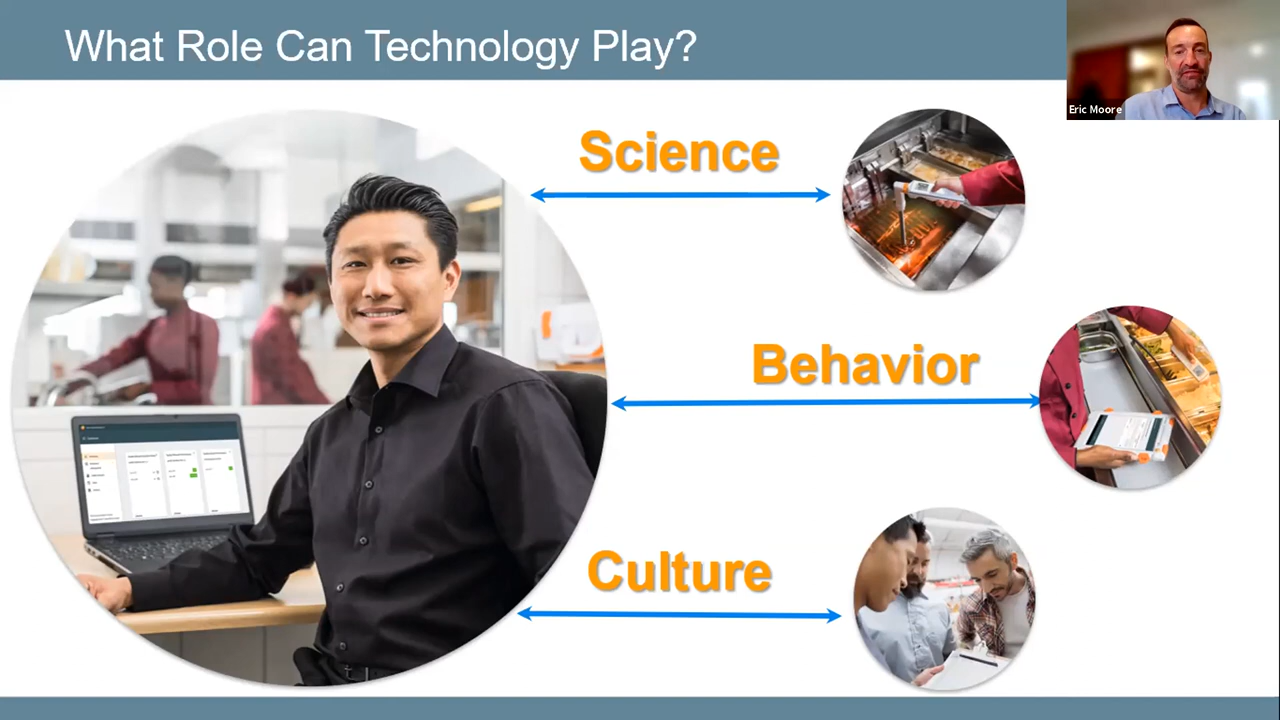 What Role Can Technology Play?
Eric Moore
Science
Behavior
Culture